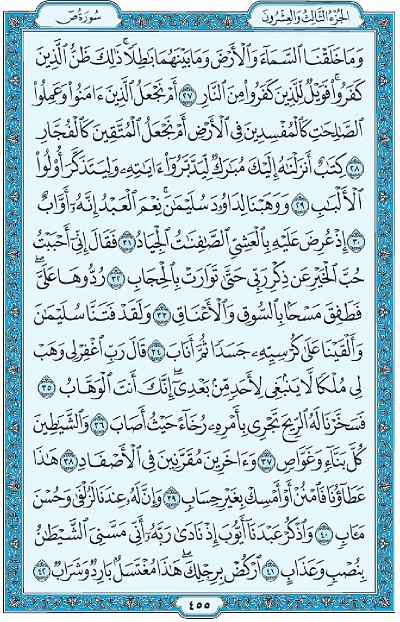 سُورَةُ صٓ
الجُزْءُ الثَّالِثُ وَالعِشْرُونَ
وَمَا خَلَقْنَا ٱلسَّمَآءَ وَٱلْأَرْضَ وَمَا بَيْنَهُمَا بَٰطِلًا ۚ ذَٰلِكَ ظَنُّ ٱلَّذِينَ
كَفَرُوا۟ ۚ فَوَيْلٌ لِّلَّذِينَ كَفَرُوا۟ مِنَ ٱلنَّارِ ٢٧ أَمْ نَجْعَلُ ٱلَّذِينَ ءَامَنُوا۟ وَعَمِلُوا۟
ٱلصَّٰلِحَٰتِ كَٱلْمُفْسِدِينَ فِى ٱلْأَرْضِ أَمْ نَجْعَلُ ٱلْمُتَّقِينَ كَٱلْفُجَّارِ
٢٨ كِتَٰبٌ أَنزَلْنَٰهُ إِلَيْكَ مُبَٰرَكٌ لِّيَدَّبَّرُوٓا۟ ءَايَٰتِهِۦ وَلِيَتَذَكَّرَ أُو۟لُوا۟
ٱلْأَلْبَٰبِ ٢٩ وَوَهَبْنَا لِدَاوُۥدَ سُلَيْمَٰنَ ۚ نِعْمَ ٱلْعَبْدُ إِنَّهُۥٓ أَوَّابٌ
٣٠ إِذْ عُرِضَ عَلَيْهِ بِٱلْعَشِىِّ ٱلصَّٰفِنَٰتُ ٱلْجِيَادُ ٣١ فَقَالَ إِنِّىٓ أَحْبَبْتُ
حُبَّ ٱلْخَيْرِ عَن ذِكْرِ رَبِّى حَتَّىٰ تَوَارَتْ بِٱلْحِجَابِ ٣٢ رُدُّوهَا عَلَىَّ ۖ
فَطَفِقَ مَسْحًۢا بِٱلسُّوقِ وَٱلْأَعْنَاقِ ٣٣ وَلَقَدْ فَتَنَّا سُلَيْمَٰنَ
وَأَلْقَيْنَا عَلَىٰ كُرْسِيِّهِۦ جَسَدًا ثُمَّ أَنَابَ ٣٤ قَالَ رَبِّ ٱغْفِرْ لِى وَهَبْ
لِى مُلْكًا لَّا يَنۢبَغِى لِأَحَدٍ مِّنۢ بَعْدِىٓ ۖ إِنَّكَ أَنتَ ٱلْوَهَّابُ ٣٥
فَسَخَّرْنَا لَهُ ٱلرِّيحَ تَجْرِى بِأَمْرِهِۦ رُخَآءً حَيْثُ أَصَابَ ٣٦ وَٱلشَّيَٰطِينَ
كُلَّ بَنَّآءٍ وَغَوَّاصٍ ٣٧ وَءَاخَرِينَ مُقَرَّنِينَ فِى ٱلْأَصْفَادِ ٣٨ هَٰذَا
عَطَآؤُنَا فَٱمْنُنْ أَوْ أَمْسِكْ بِغَيْرِ حِسَابٍ ٣٩ وَإِنَّ لَهُۥ عِندَنَا لَزُلْفَىٰ وَحُسْنَ
مَـَٔابٍ ٤٠ وَٱذْكُرْ عَبْدَنَآ أَيُّوبَ إِذْ نَادَىٰ رَبَّهُۥٓ أَنِّى مَسَّنِىَ ٱلشَّيْطَٰنُ
بِنُصْبٍ وَعَذَابٍ ٤١ ٱرْكُضْ بِرِجْلِكَ ۖ هَٰذَا مُغْتَسَلٌۢ بَارِدٌ وَشَرَابٌ ٤٢
٤٥٥